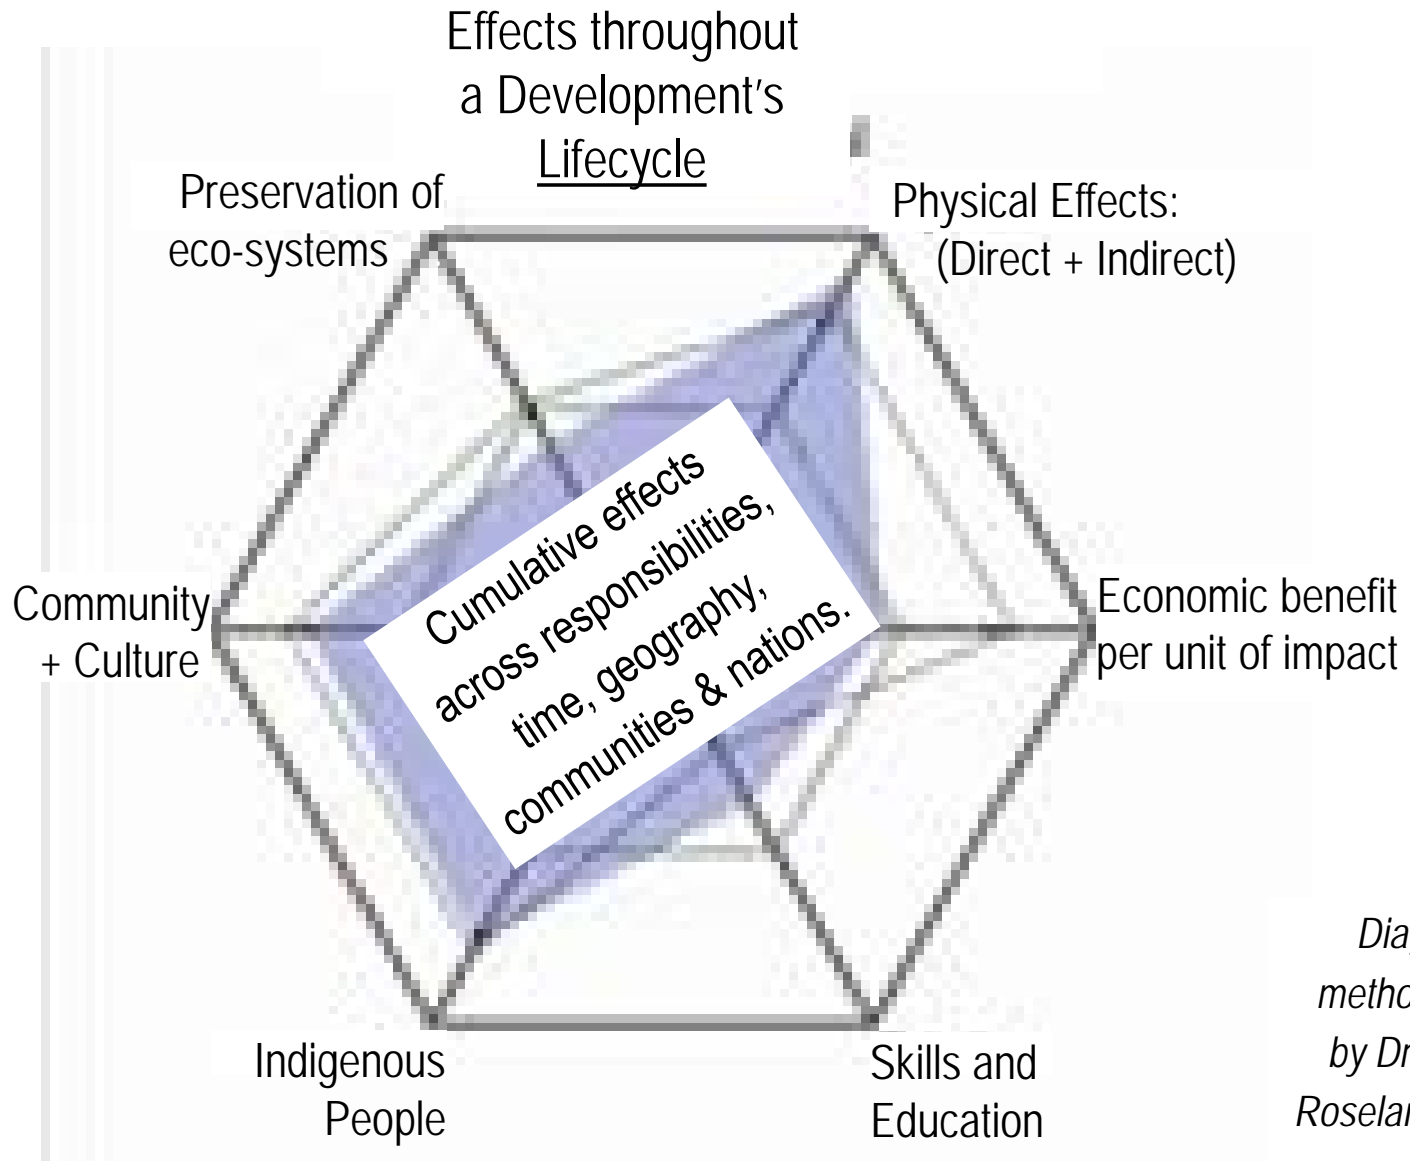 Effects throughout
a Development's
Lifecycle
Preservation of
eco-systems
Physical Effects:
(Direct + Indirect)
Cumulative effects
across responsibilities,
time, geography,
communities & nations.
Community
+ Culture
Economic benefit
per unit of impact
Indigenous
People
Skills and
Education
by